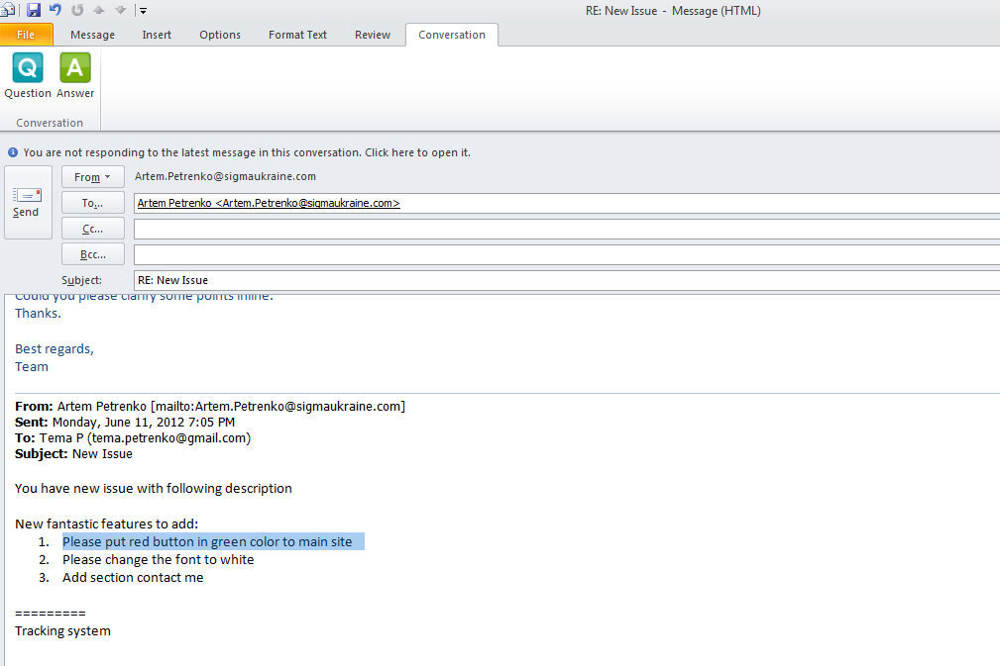 RE: New Issue - Message (HTML)
File Message Insert Options Format Text Review Conversation
Q A
Question Answer
Conversation
You are not responding to the latest message in this conversation. Click here to open it.
From Artem.Petrenko@sigmaukraine.com
Send
To... Artem Petrenko <Artem.Petrenko@sigmaukraine.com>
Cc...
Bcc...
Subject: RE: New Issue
Could you please clarify some points inline.
Thanks.
Best regards,
Team
From: Artem Petrenko [mailto:Artem.Petrenko@sigmaukraine.com]
Sent: Monday, June 11, 2012 7:05 PM
To: Tema P (tema.petrenko@gmail.com)
Subject: New Issue
You have new issue with following description
New fantastic features to add:
1. Please put red button in green color to main site
2. Please change the font to white
3. Add section contact me
=========
Tracking system